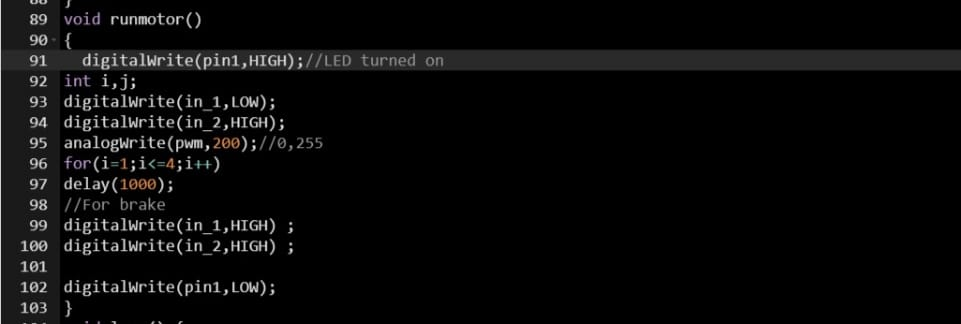 89 void runmotor()
90 {
91 digitalWrite(pin1,HIGH);//LED turned on
92 int i,j;
93 digitalWrite(in_1,LOW);
94 digitalWrite(in_2,HIGH);
95 analogWrite(pwm,200);//0,255
96 for(i=1;i<=4;i++)
97 delay(1000);
98 //For brake
99 digitalWrite(in_1,HIGH) ;
100 digitalWrite(in_2,HIGH) ;
101
102 digitalWrite(pin1,LOW);
103 }